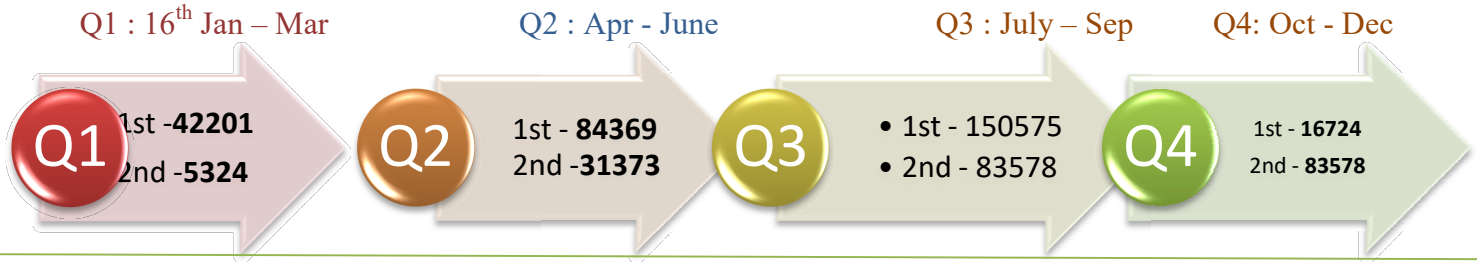 Q1 : 16th Jan – Mar
Q2 : Apr - June
Q3 : July – Sep
Q4: Oct - Dec
Q1
1st -42201
2nd -5324
Q2
1st - 84369
2nd -31373
Q3
• 1st - 150575
• 2nd - 83578
Q4
1st - 16724
2nd - 83578